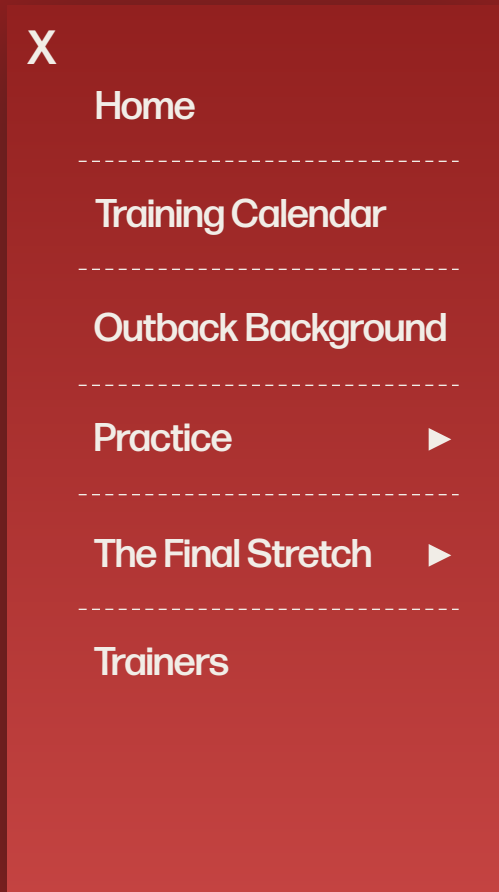 X
Home
Training Calendar
Outback Background
Practice ►
The Final Stretch ►
Trainers